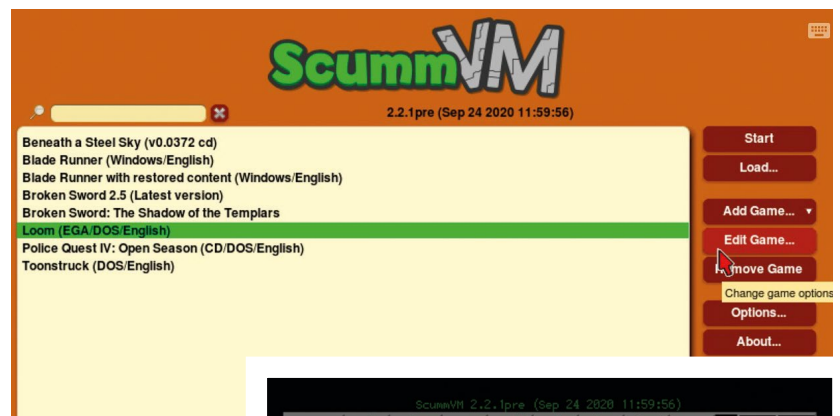 ScummVM
2.2.1pre (Sep 24 2020 11:59:56)
Beneath a Steel Sky (v0.0372 cd)
Blade Runner (Windows/English)
Blade Runner with restored content (Windows/English)
Broken Sword 2.5 (Latest version)
Broken Sword: The Shadow of the Templars
Loom (EGA/DOS/English)
Police Quest IV: Open Season (CD/DOS/English)
Toonstruck (DOS/English)
Start
Load...
Add Game...
Edit Game...
Remove Game
Change game options
Options...
About...
ScummVM 2.2.1pre (Sep 24 2020 11:59:56)